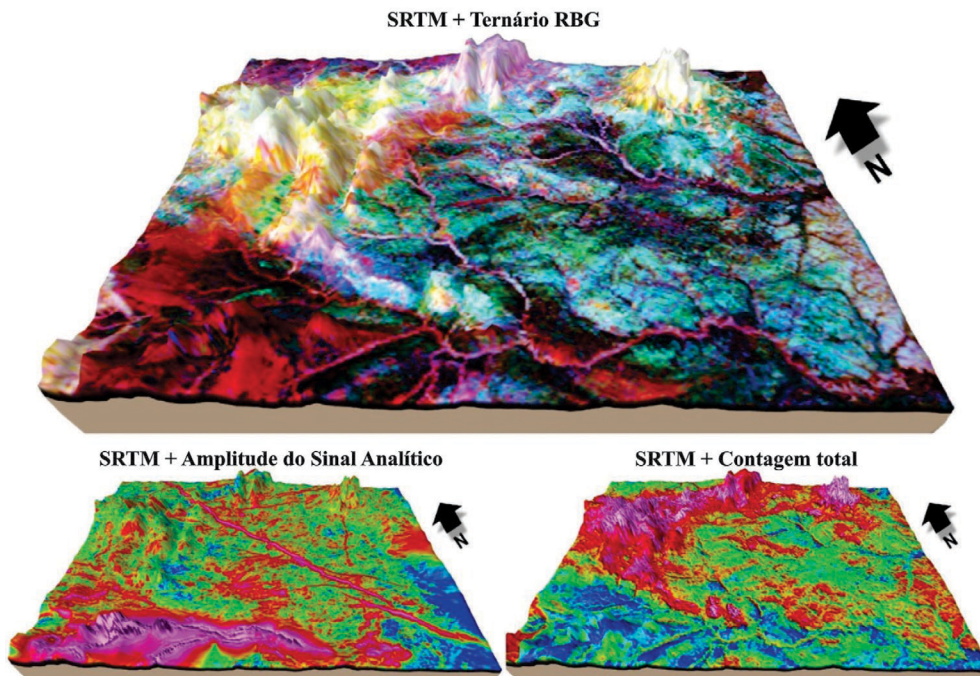 SRTM + Ternário RBG
N
SRTM + Amplitude do Sinal Analítico
N
SRTM + Contagem total
N